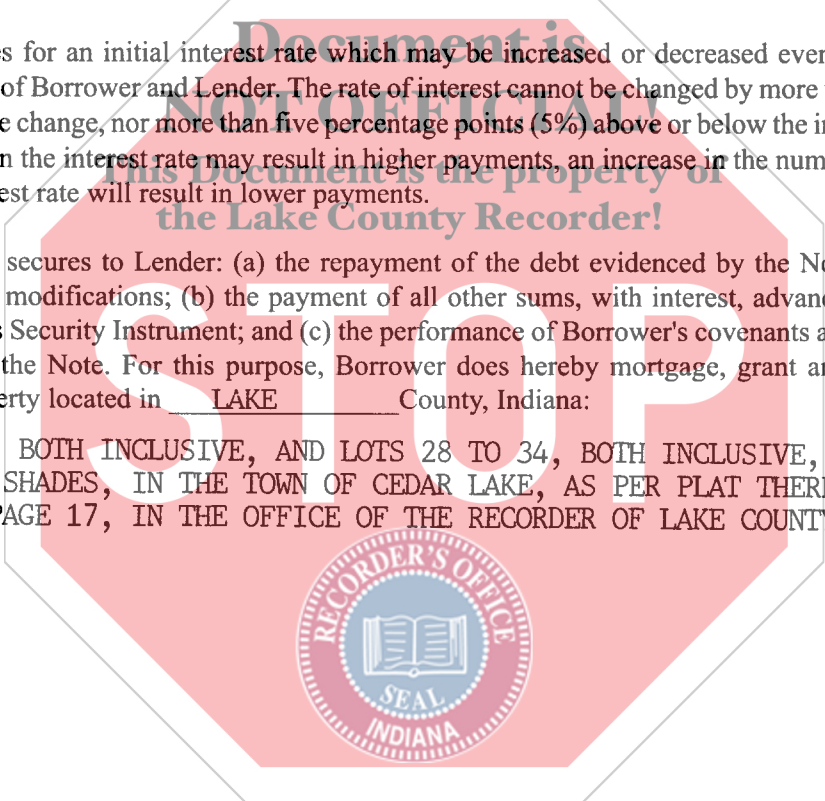 Document is
s for an initial interest rate which may be increased or decreased ever
of Borrower and Lender. The rate of interest cannot be changed by more
NOT OFFICIAL!
e change, nor more than five percentage points (5%) above or below the in
n the interest rate may result in higher payments, an increase in the num
This Document is the property of
est rate will result in lower payments.
the Lake County Recorder!
secures to Lender: (a) the repayment of the debt evidenced by the No
modifications; (b) the payment of all other sums, with interest, advanc
s Security Instrument; and (c) the performance of Borrower's covenants a
the Note. For this purpose, Borrower does hereby mortgage, grant an
erty located in LAKE County, Indiana:
STOP
BOTH INCLUSIVE, AND LOTS 28 TO 34, BOTH INCLUSIVE,
SHADES, IN THE TOWN OF CEDAR LAKE, AS PER PLAT THERE
PAGE 17, IN THE OFFICE OF THE RECORDER OF LAKE COUNTY
RECORDER'S OFFICE
SEAL
INDIANA